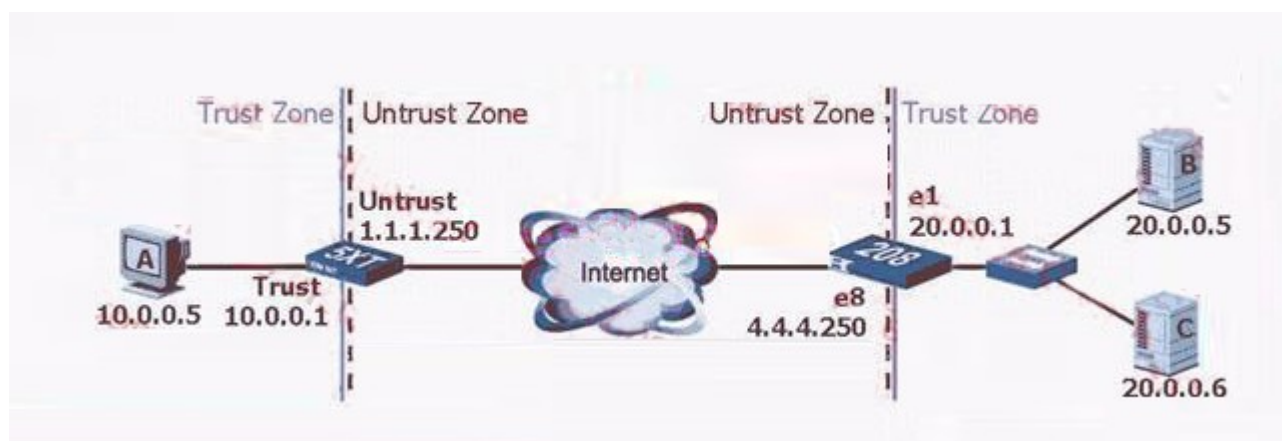 Trust Zone
Untrust Zone
Untrust Zone
Trust Zone
Untrust
1.1.1.250
e1
20.0.0.1
B
20.0.0.5
A
5XT
Internet
208
Trust
10.0.0.1
10.0.0.5
e8
4.4.4.250
C
20.0.0.6